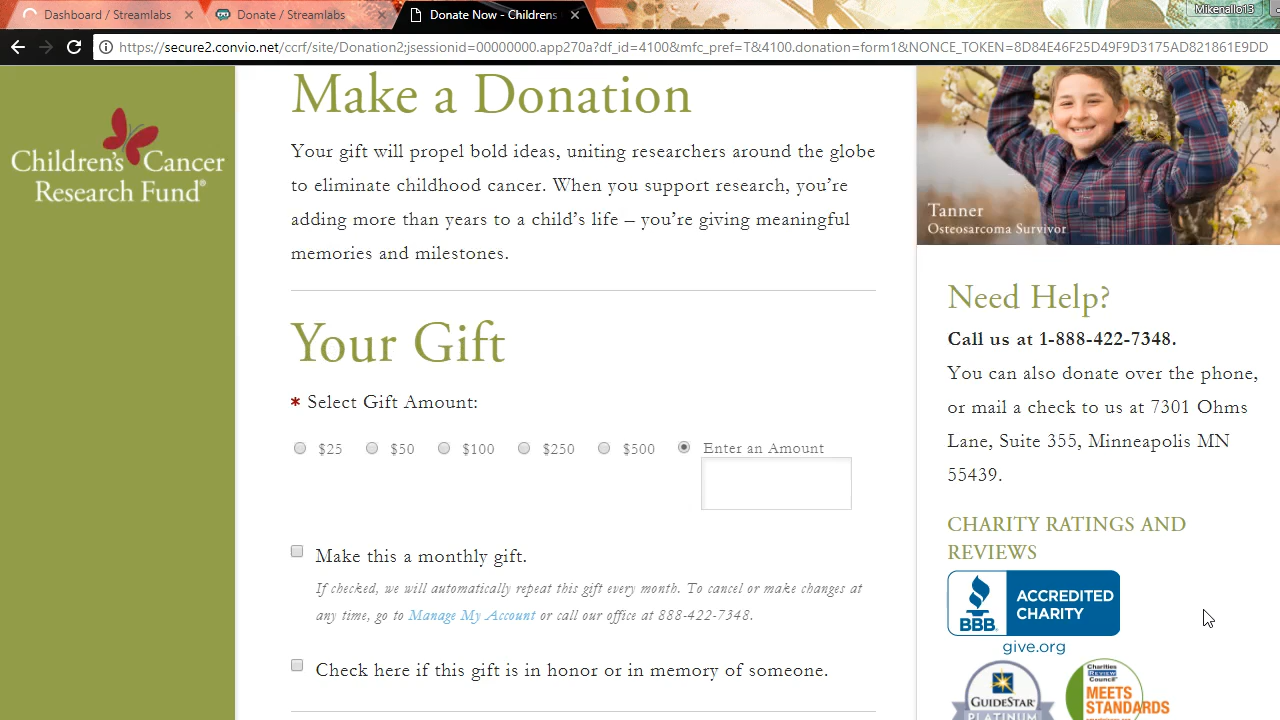 Dashboard / Streamlabs
Donate / Streamlabs
Donate Now - Childrens
Mikenallo13
https://secure2.convio.net/ccrf/site/Donation2;jsessionid=00000000.app270a?df_id=4100&mfc_pref=T&4100.donation=form1&NONCE_TOKEN=8D84E46F25D49F9D3175AD821861E9DD
Children's Cancer
Research Fund®
Make a Donation
Your gift will propel bold ideas, uniting researchers around the globe
to eliminate childhood cancer. When you support research, you're
adding more than years to a child's life – you're giving meaningful
memories and milestones.
Your Gift
* Select Gift Amount:
$25 $50 $100 $250 $500 Enter an Amount
Make this a monthly gift.
If checked, we will automatically repeat this gift every month. To cancel or make changes at
any time, go to Manage My Account or call our office at 888-422-7348.
Check here if this gift is in honor or in memory of someone.
Tanner
Osteosarcoma Survivor
Need Help?
Call us at 1-888-422-7348.
You can also donate over the phone,
or mail a check to us at 7301 Ohms
Lane, Suite 355, Minneapolis MN
55439.
CHARITY RATINGS AND
REVIEWS
BBB
ACCREDITED
CHARITY
give.org
GUIDESTAR
PLATINUM
Charities
Review
Council
MEETS
STANDARDS